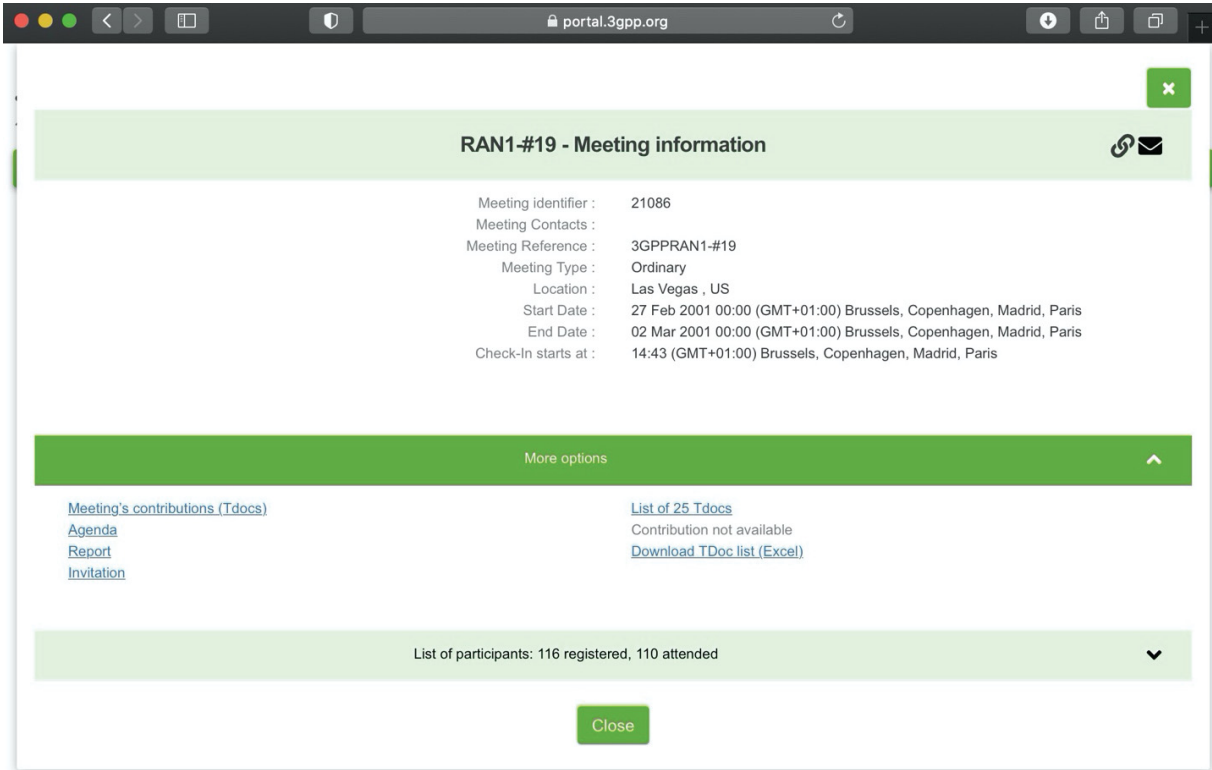 portal.3gpp.org
RAN1-#19 - Meeting information
Meeting identifier : 21086
Meeting Contacts :
Meeting Reference : 3GPPRAN1-#19
Meeting Type : Ordinary
Location : Las Vegas , US
Start Date : 27 Feb 2001 00:00 (GMT+01:00) Brussels, Copenhagen, Madrid, Paris
End Date : 02 Mar 2001 00:00 (GMT+01:00) Brussels, Copenhagen, Madrid, Paris
Check-In starts at : 14:43 (GMT+01:00) Brussels, Copenhagen, Madrid, Paris
More options
Meeting's contributions (Tdocs) List of 25 Tdocs
Agenda Contribution not available
Report Download TDoc list (Excel)
Invitation
List of participants: 116 registered, 110 attended
Close